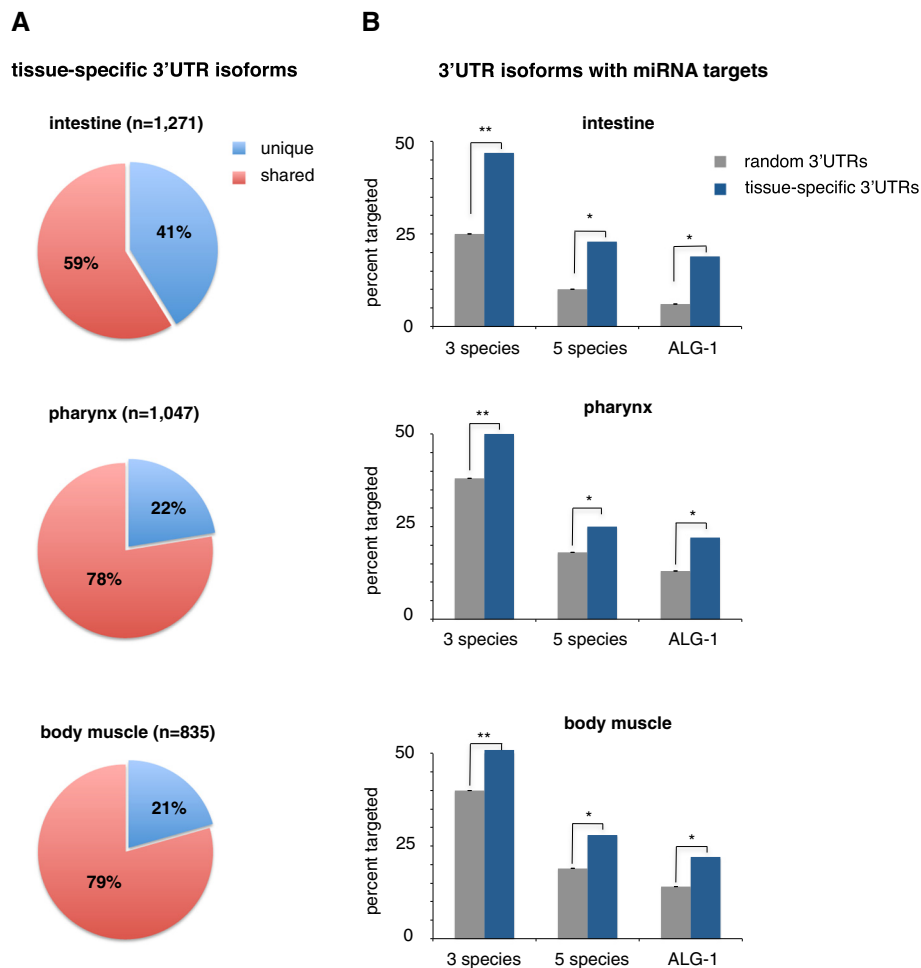 A
tissue-specific 3’UTR isoforms
intestine (n=1,271)
unique
shared
41%
59%
pharynx (n=1,047)
22%
78%
body muscle (n=835)
21%
79%
B
3’UTR isoforms with miRNA targets
intestine
random 3’UTRs
tissue-specific 3’UTRs
percent targeted
50
25
0
**
*
*
3 species 5 species ALG-1
pharynx
percent targeted
50
25
0
**
*
*
3 species 5 species ALG-1
body muscle
percent targeted
50
25
0
**
*
*
3 species 5 species ALG-1